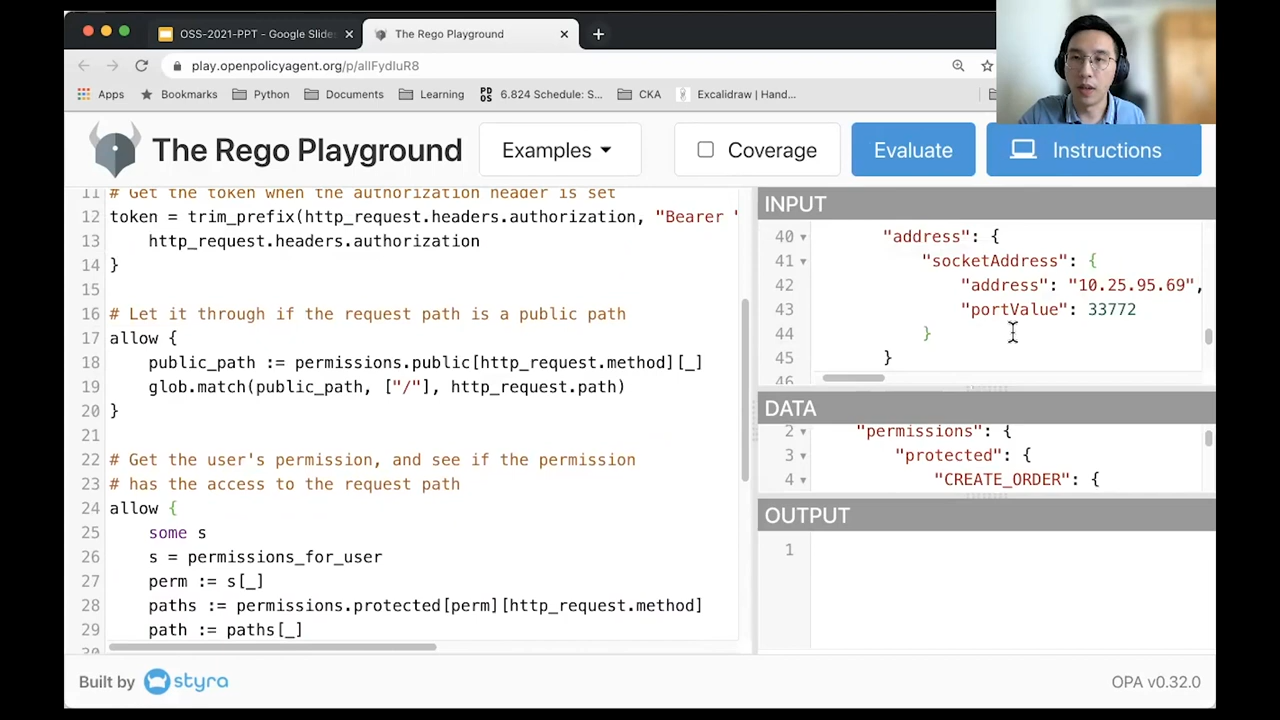 OSS-2021-PPT - Google Slide
The Rego Playground
play.openpolicyagent.org/p/allFydIuR8
Apps
Bookmarks
Python
Documents
Learning
PDOS 6.824 Schedule: S...
CKA
Excalidraw | Hand...
The Rego Playground
Examples
Coverage
Evaluate
Instructions
11 # Get the token when the authorization header is set
12 token = trim_prefix(http_request.headers.authorization, "Bearer "
13 http_request.headers.authorization
14 }
15
16 # Let it through if the request path is a public path
17 allow {
18 public_path := permissions.public[http_request.method][_]
19 glob.match(public_path, ["/"], http_request.path)
20 }
21
22 # Get the user's permission, and see if the permission
23 # has the access to the request path
24 allow {
25 some s
26 s = permissions_for_user
27 perm := s[_]
28 paths := permissions.protected[perm][http_request.method]
29 path := paths[_]
30
INPUT
40 "address": {
41 "socketAddress": {
42 "address": "10.25.95.69",
43 "portValue": 33772
44 }
45 }
46
DATA
2 "permissions": {
3 "protected": {
4 "CREATE_ORDER": {
OUTPUT
1
Built by styra
OPA v0.32.0